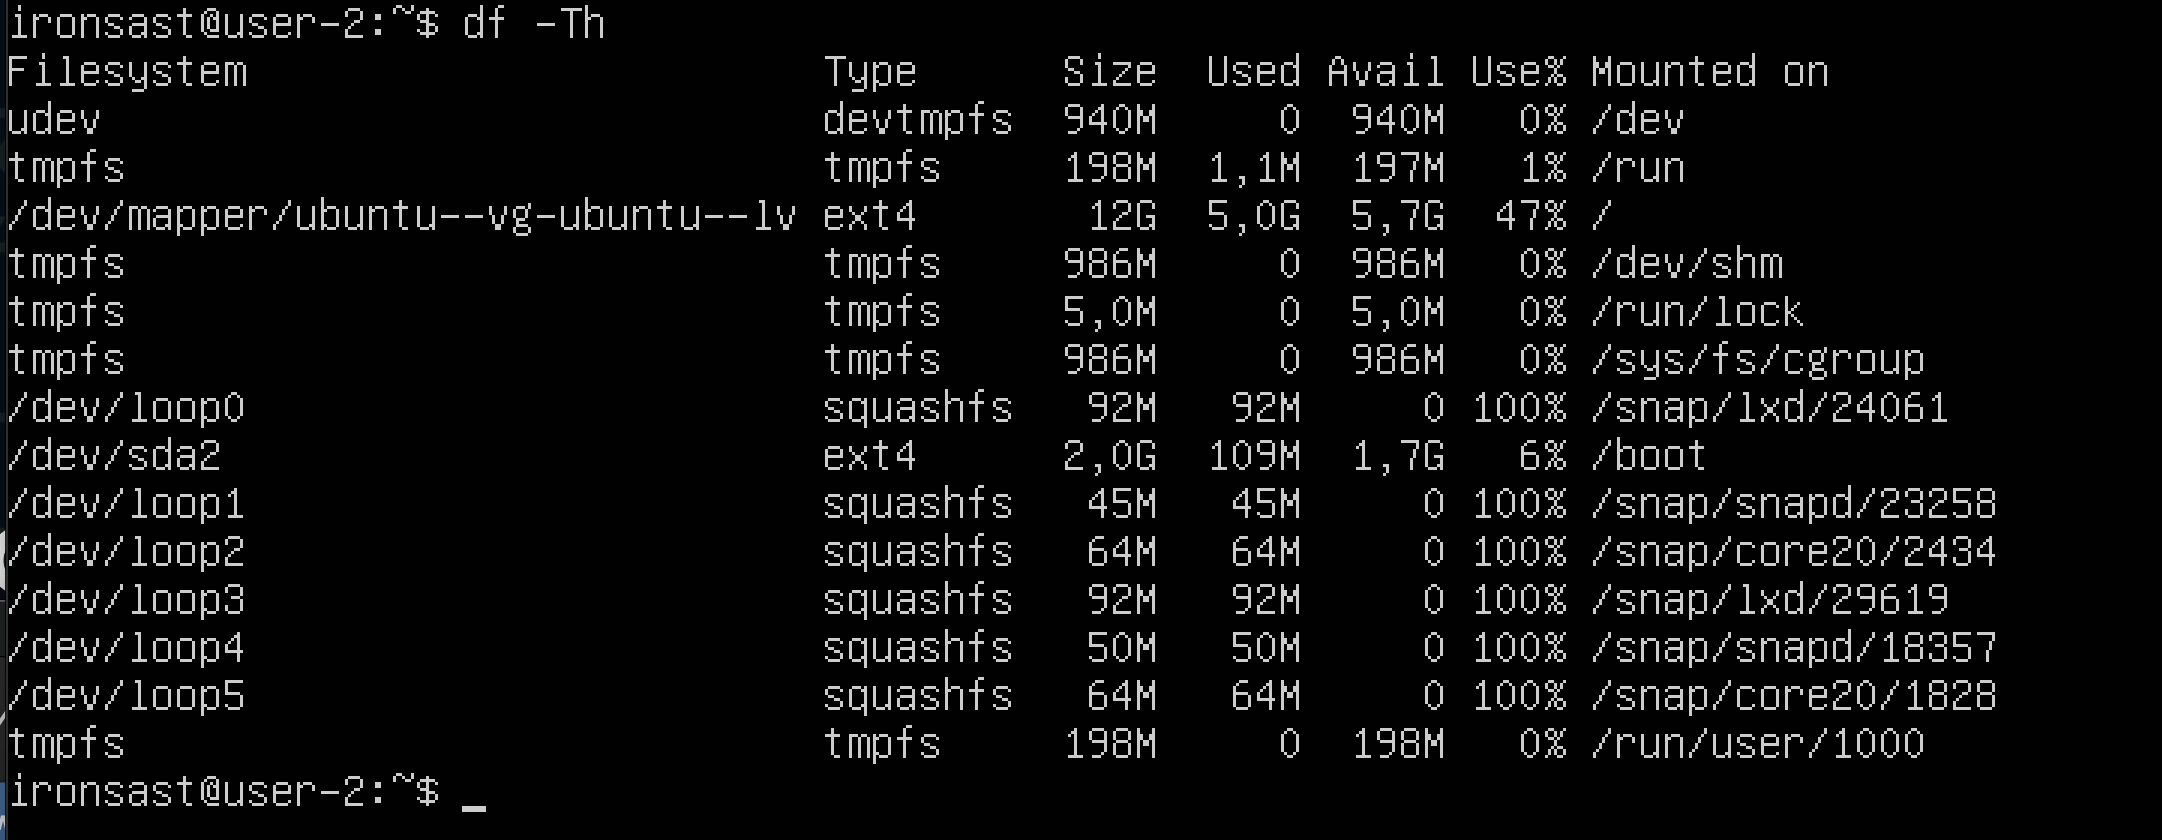 ironsast@user-2:~$ df -Th
Filesystem                        Type      Size  Used Avail Use% Mounted on
udev                              devtmpfs  940M     0  940M   0% /dev
tmpfs                             tmpfs     198M  1,1M  197M   1% /run
/dev/mapper/ubuntu--vg-ubuntu--lv ext4       12G  5,0G  5,7G  47% /
tmpfs                             tmpfs     986M     0  986M   0% /dev/shm
tmpfs                             tmpfs     5,0M     0  5,0M   0% /run/lock
tmpfs                             tmpfs     986M     0  986M   0% /sys/fs/cgroup
/dev/loop0                        squashfs   92M   92M     0 100% /snap/lxd/24061
/dev/sda2                         ext4      2,0G  109M  1,7G   6% /boot
/dev/loop1                        squashfs   45M   45M     0 100% /snap/snapd/23258
/dev/loop2                        squashfs   64M   64M     0 100% /snap/core20/2434
/dev/loop3                        squashfs   92M   92M     0 100% /snap/lxd/29619
/dev/loop4                        squashfs   50M   50M     0 100% /snap/snapd/18357
/dev/loop5                        squashfs   64M   64M     0 100% /snap/core20/1828
tmpfs                             tmpfs     198M     0  198M   0% /run/user/1000
ironsast@user-2:~$ _